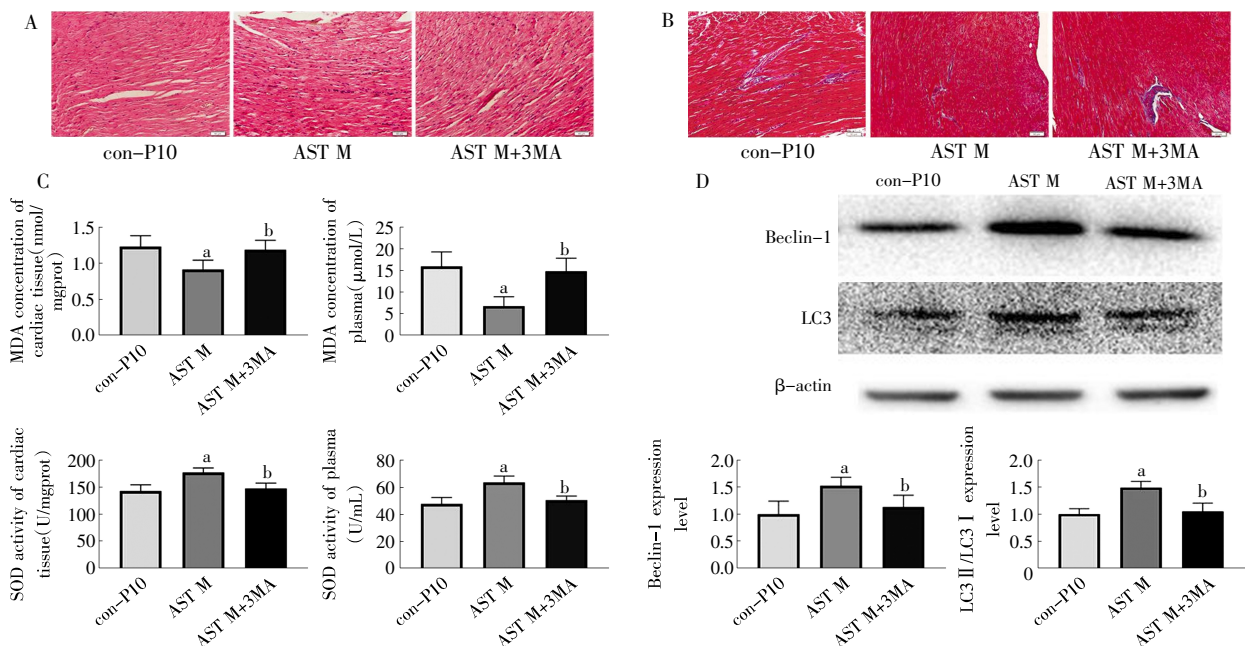 A
con-P10
AST M
AST M+3MA
B
con-P10
AST M
AST M+3MA
C
MDA concentration of
cardiac tissue(nmol/
mgprot)
1.5
1.0
0.5
0.0
a
b
con-P10
AST M
AST M+3MA
MDA concentration of
plasma(μmol/L)
25
20
15
10
5
0
a
b
con-P10
AST M
AST M+3MA
SOD activity of cardiac
tissue(U/mgprot)
200
150
100
50
0
a
b
con-P10
AST M
AST M+3MA
SOD activity of plasma
(U/mL)
80
60
40
20
0
a
b
con-P10
AST M
AST M+3MA
D
con-P10
AST M
AST M+3MA
Beclin-1
LC3
β-actin
Beclin-1 expression
level
2.0
1.5
1.0
0.5
0.0
a
b
con-P10
AST M
AST M+3MA
LC3Ⅱ/LC3Ⅰ expression
level
2.0
1.5
1.0
0.5
0
a
b
con-P10
AST M
AST M+3MA